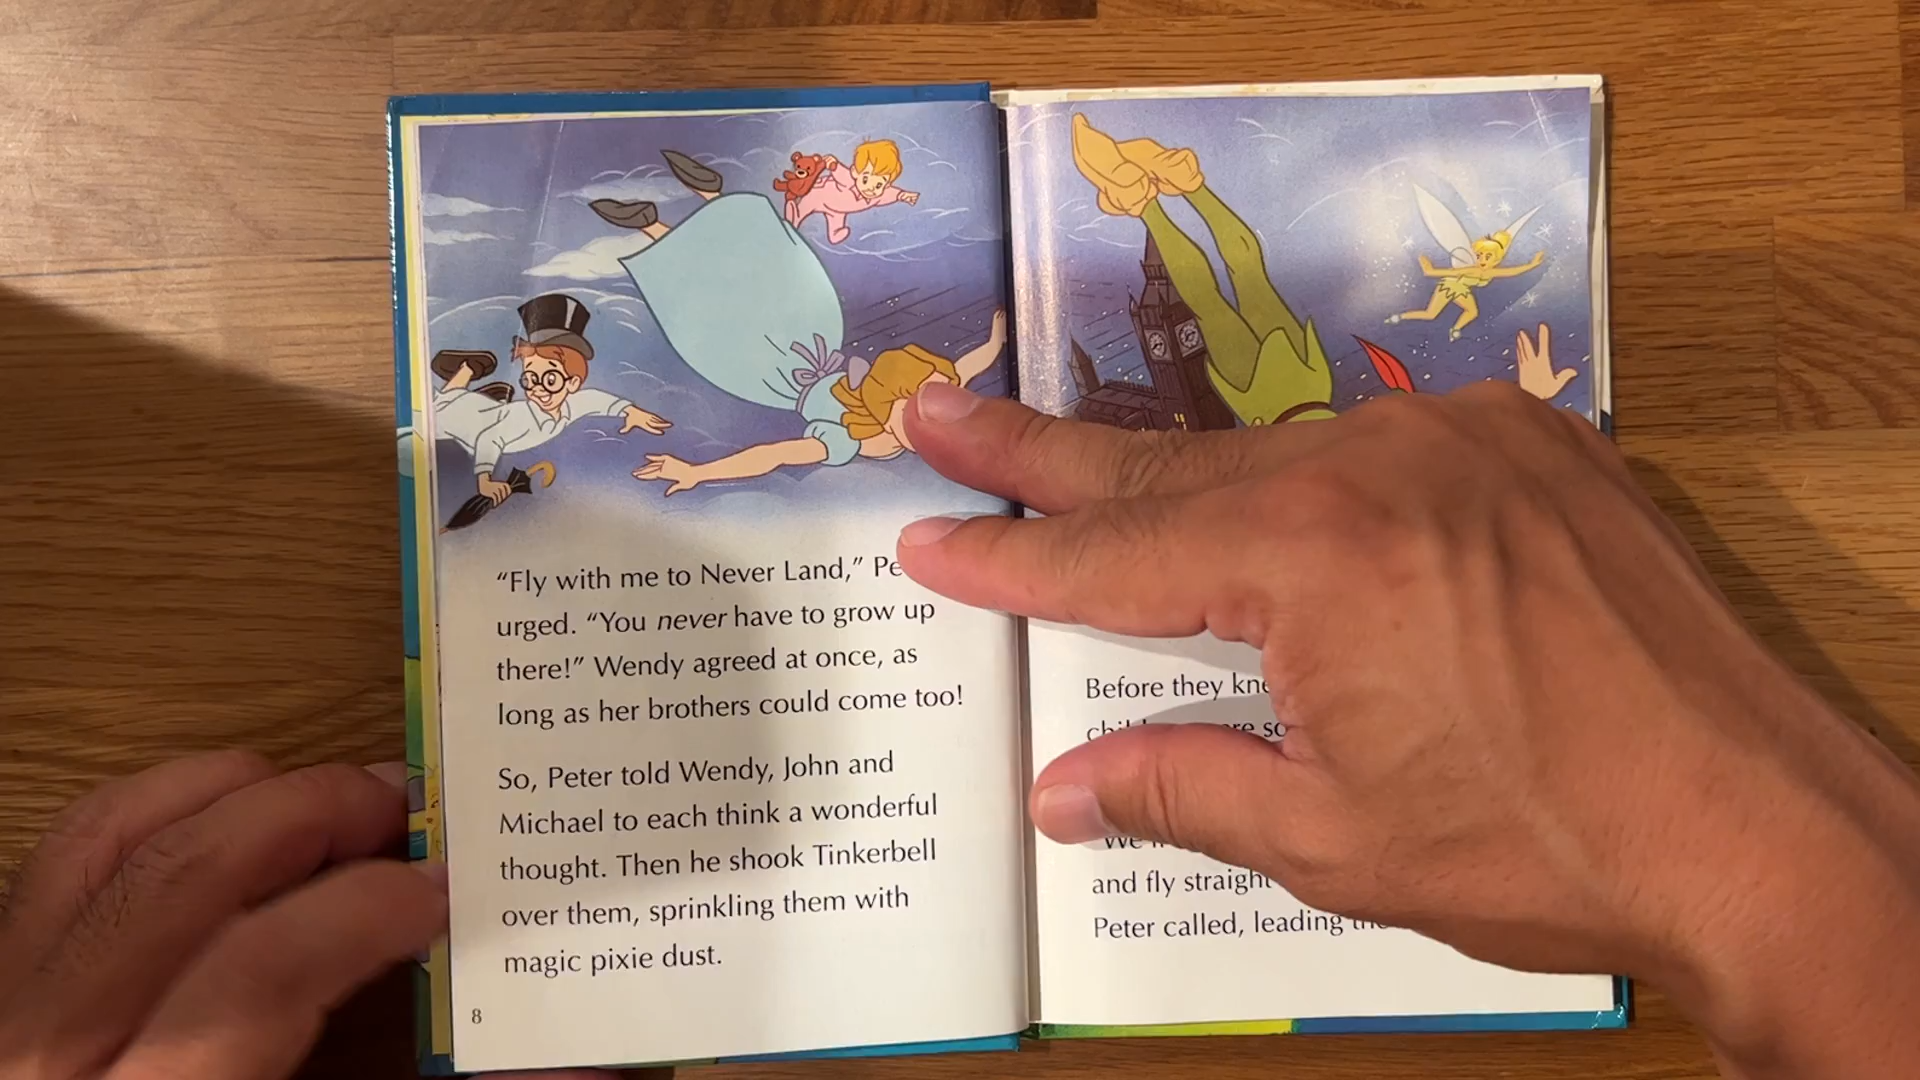 “Fly with me to Never Land,”
urged. “You never have to grow up
there!” Wendy agreed at once, as
long as her brothers could come too!
So, Peter told Wendy, John and
Michael to each think a wonderful
thought. Then he shook Tinkerbell
over them, sprinkling them with
magic pixie dust.
8
Before they
and fly straight
Peter called, leading